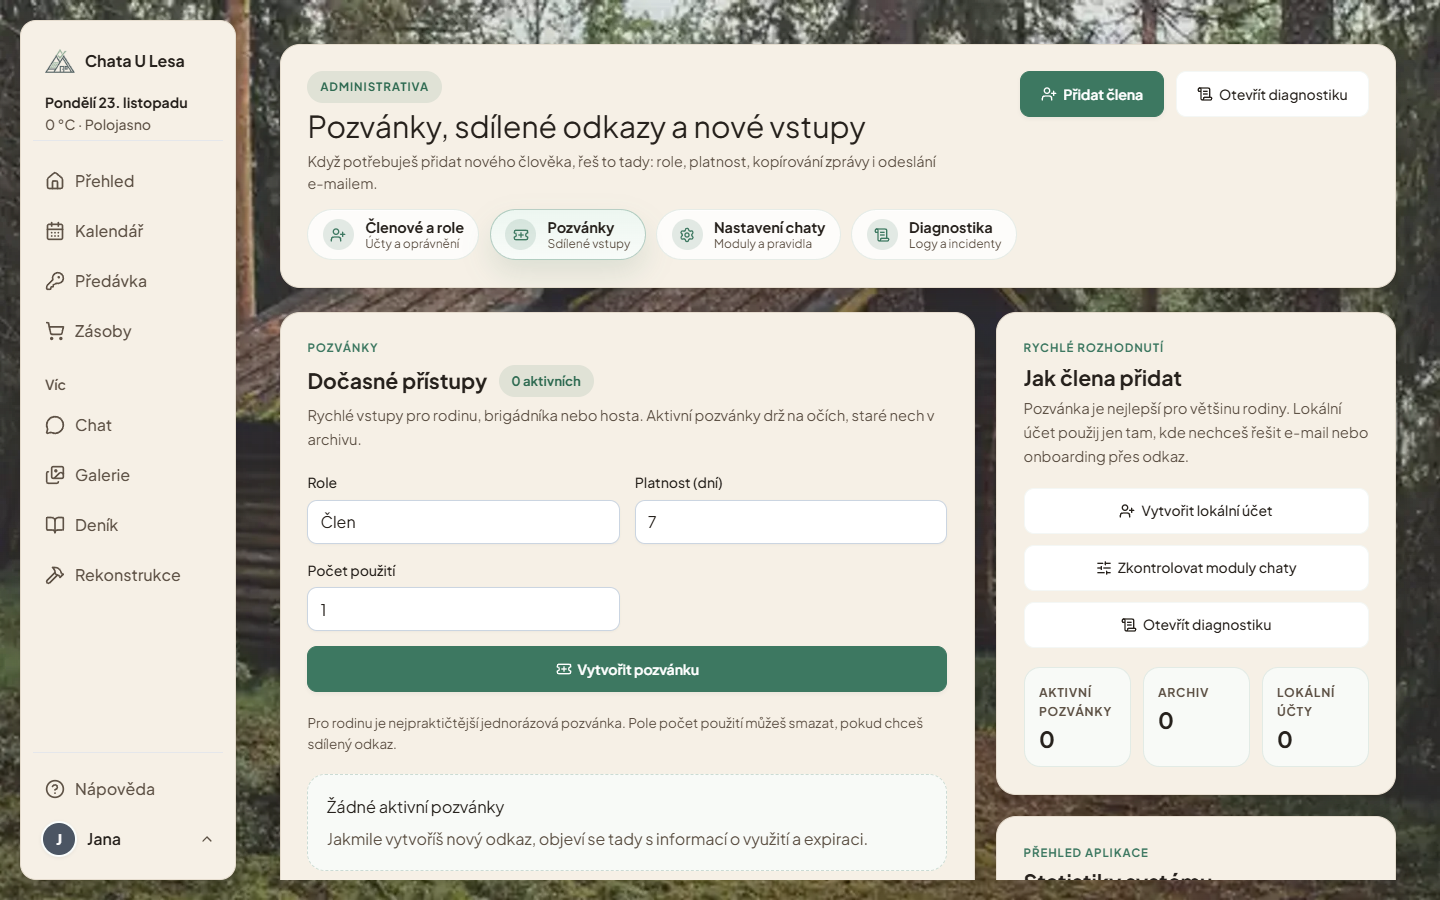 Chata U Lesa
Pondělí 23. listopadu
0 °C · Polojasno
Přehled
Kalendář
Předávka
Zásoby
Víc
Chat
Galerie
Deník
Rekonstrukce
Nápověda
J
Jana
ADMINISTRATIVA
Pozvánky, sdílené odkazy a nové vstupy
Když potřebuješ přidat nového člověka, řeš to tady: role, platnost, kopírování zprávy i odeslání
e-mailem.
Přidat člena
Otevřít diagnostiku
Členové a role
Účty a oprávnění
Pozvánky
Sdílené vstupy
Nastavení chaty
Moduly a pravidla
Diagnostika
Logy a incidenty
POZVÁNKY
Dočasné přístupy
0 aktivních
Rychlé vstupy pro rodinu, brigádníka nebo hosta. Aktivní pozvánky drž na očích, staré nech v
archivu.
Role
Platnost (dní)
Člen
7
Počet použití
1
Vytvořit pozvánku
Pro rodinu je nejpraktičtější jednorázová pozvánka. Pole počet použití můžeš smazat, pokud chceš
sdílený odkaz.
Žádné aktivní pozvánky
Jakmile vytvoříš nový odkaz, objeví se tady s informací o využití a expiraci.
RYCHLÉ ROZHODNUTÍ
Jak člena přidat
Pozvánka je nejlepší pro většinu rodiny. Lokální
účet použij jen tam, kde nechceš řešit e-mail nebo
onboarding přes odkaz.
Vytvořit lokální účet
Zkontrolovat moduly chaty
Otevřít diagnostiku
AKTIVNÍ
POZVÁNKY
0
ARCHIV
0
LOKÁLNÍ
ÚČTY
0
PŘEHLED APLIKACE
Statistiky systému